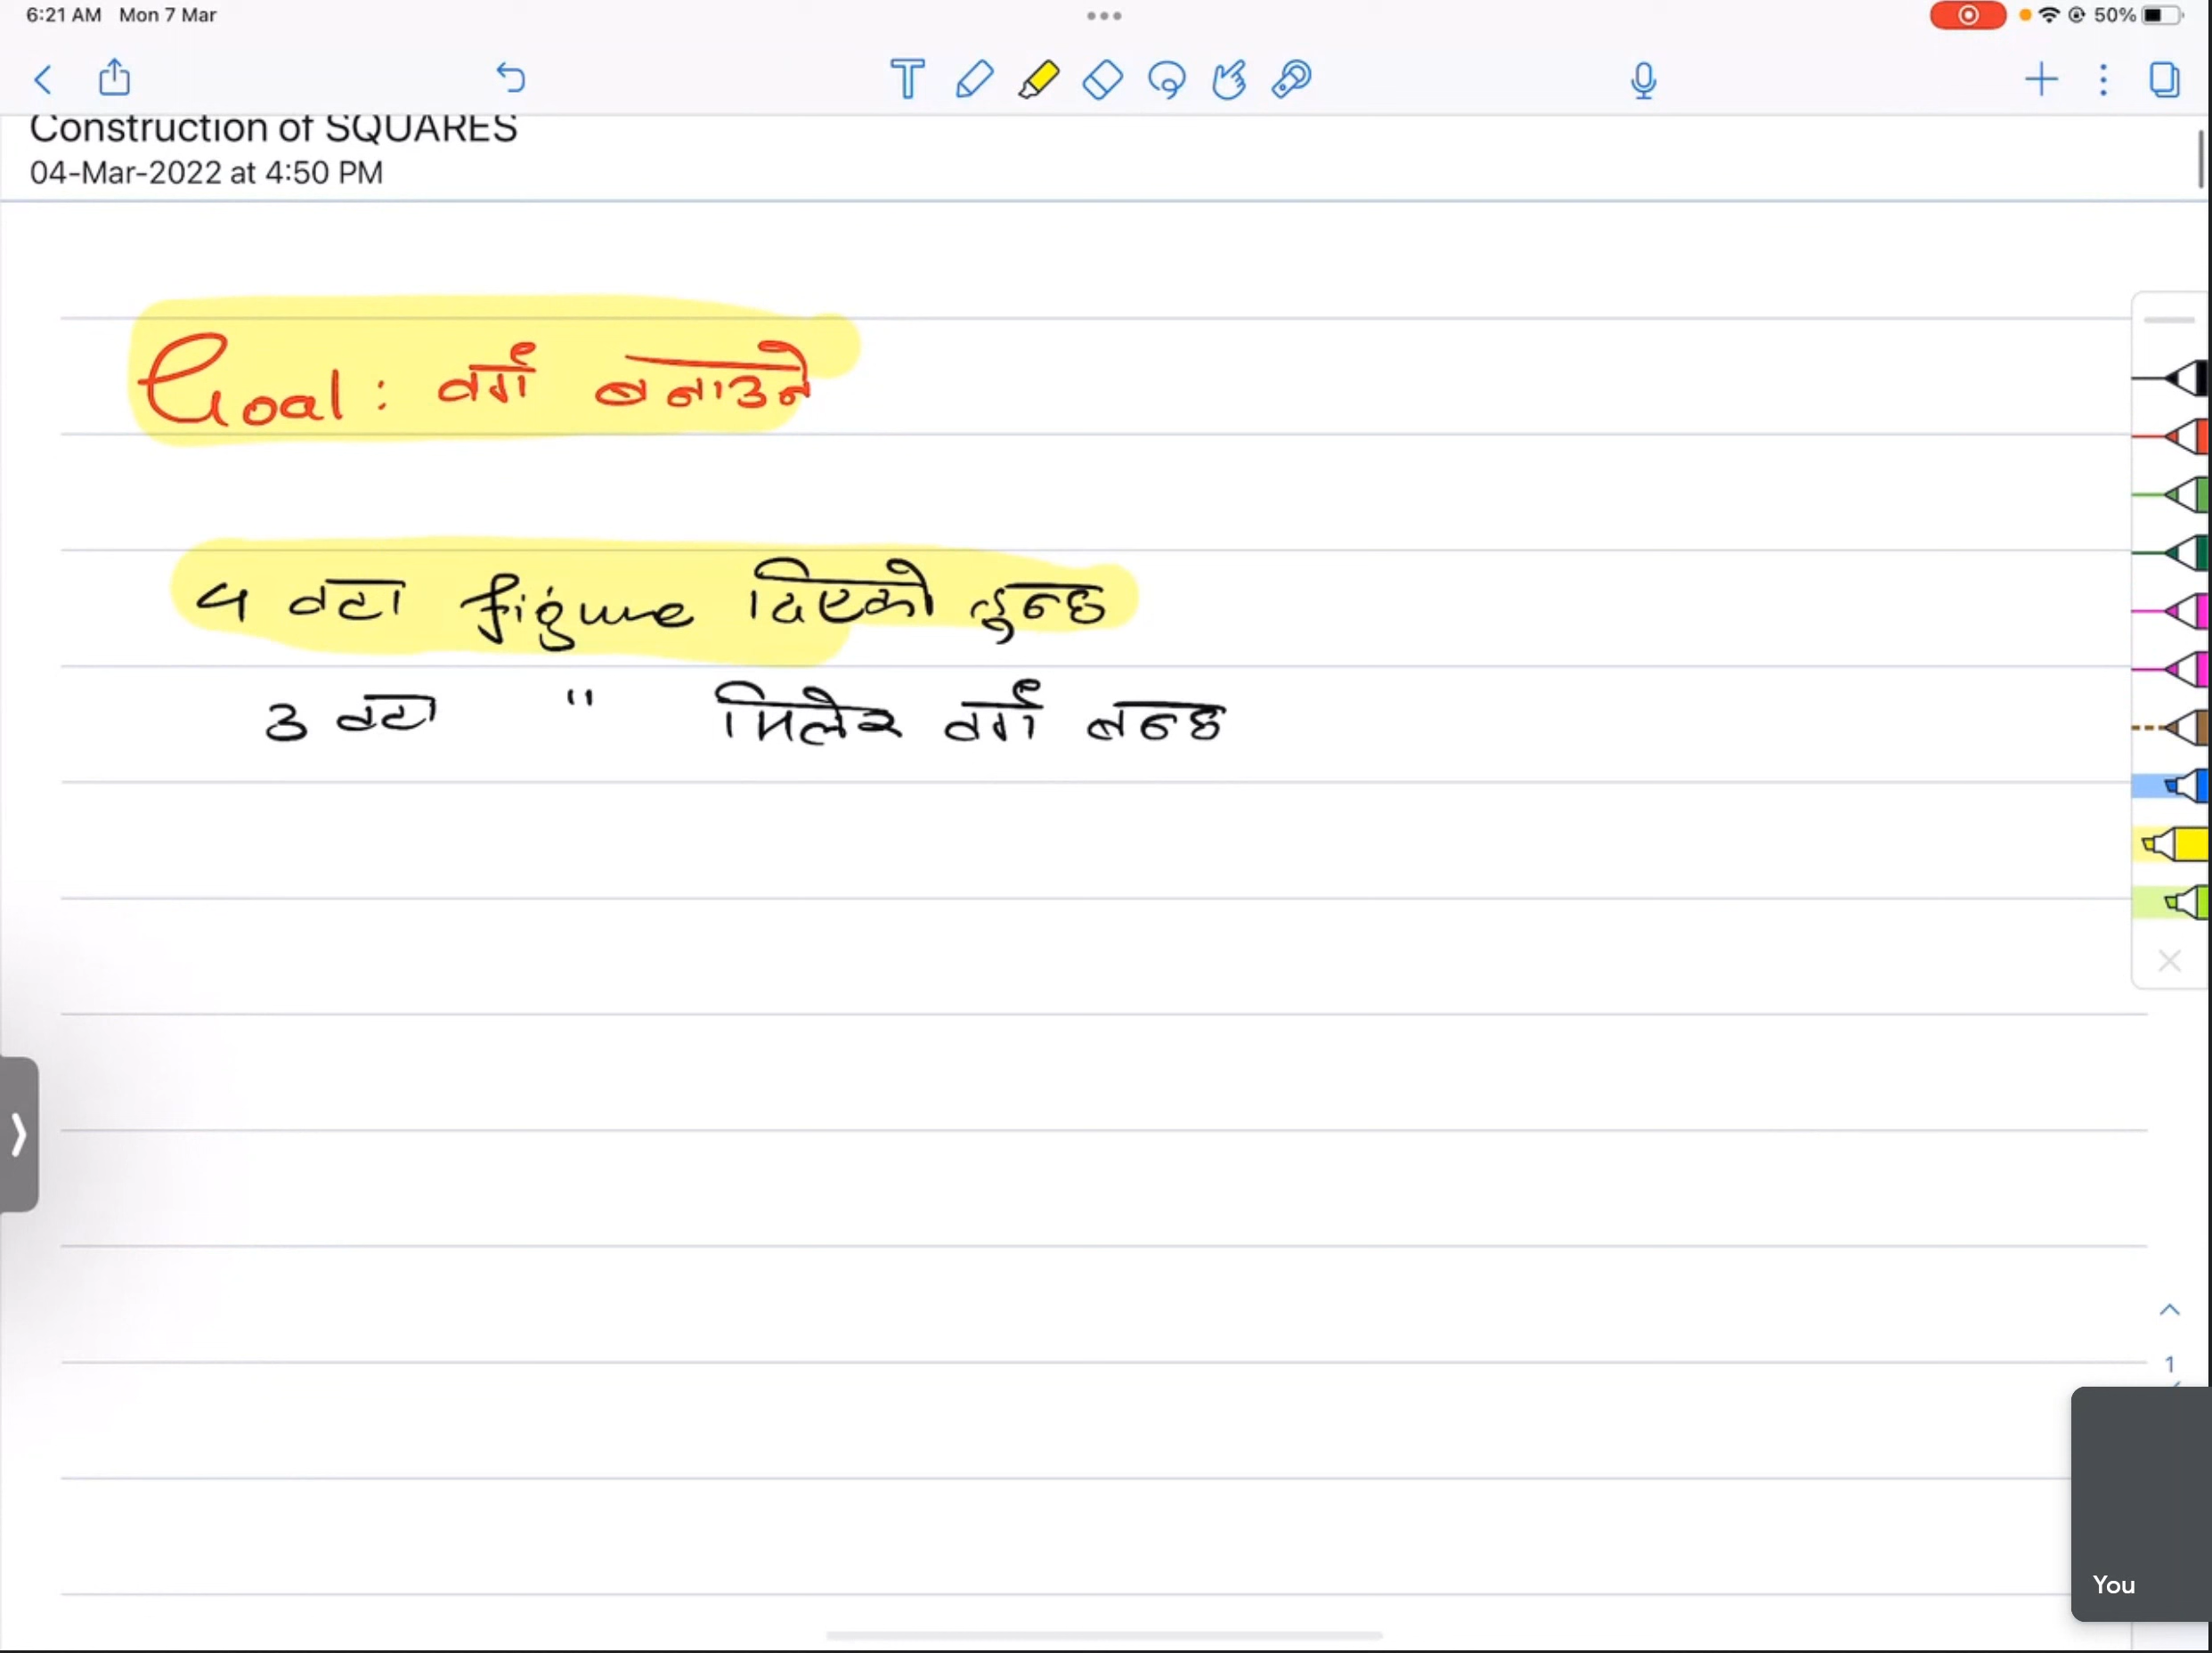 6:21 AM Mon 7 Mar
50%
Construction of SQUARES
04-Mar-2022 at 4:50 PM
Goal: वर्ग बनाउने
4 वटा figure दिएको हुन्छ
3 वटा " मिलेर वर्ग बन्छ
1
You